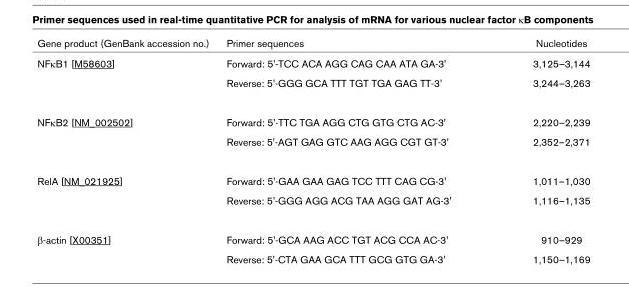 Primer sequences used in real-time quantitative PCR for analysis of mRNA for various nuclear factor κB components
Gene product (GenBank accession no.) Primer sequences Nucleotides
NFκB1 [M58603] Forward: 5'-TCC ACA AGG CAG CAA ATA GA-3' 3,125–3,144
Reverse: 5'-GGG GCA TTT TGT TGA GAG TT-3' 3,244–3,263
NFκB2 [NM_002502] Forward: 5'-TTC TGA AGG CTG GTG CTG AC-3' 2,220–2,239
Reverse: 5'-AGT GAG GTC AAG AGG CGT GT-3' 2,352–2,371
RelA [NM_021925] Forward: 5'-GAA GAA GAG TCC TTT CAG CG-3' 1,011–1,030
Reverse: 5'-GGG AGG ACG TAA AGG GAT AG-3' 1,116–1,135
β-actin [X00351] Forward: 5'-GCA AAG ACC TGT ACG CCA AC-3' 910–929
Reverse: 5'-CTA GAA GCA TTT GCG GTG GA-3' 1,150–1,169